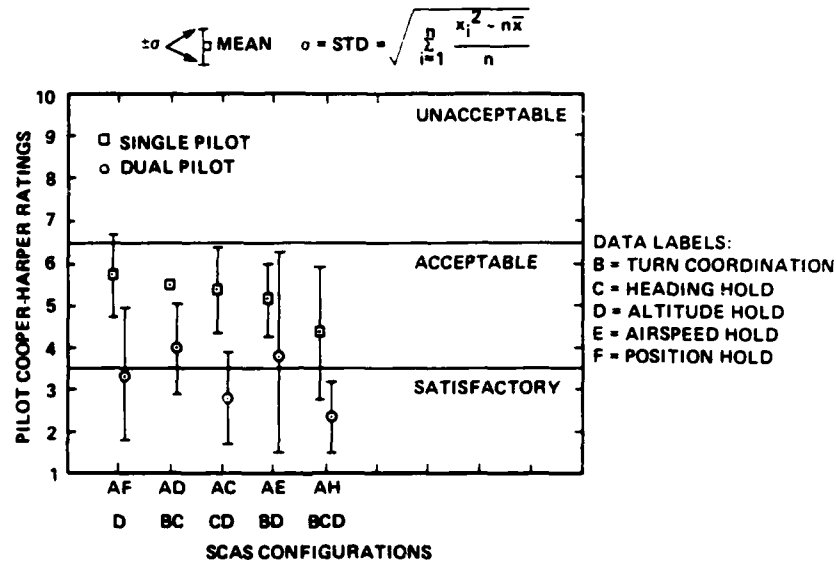 ±σ MEAN σ = STD = √ n Σ i=1 xi² - nx̄ / n
PILOT COOPER-HARPER RATINGS
10
9
8
7
6
5
4
3
2
1
UNACCEPTABLE
SINGLE PILOT
DUAL PILOT
ACCEPTABLE
SATISFACTORY
DATA LABELS:
B = TURN COORDINATION
C = HEADING HOLD
D = ALTITUDE HOLD
E = AIRSPEED HOLD
F = POSITION HOLD
AF AD AC AE AH
D BC CD BD BCD
SCAS CONFIGURATIONS